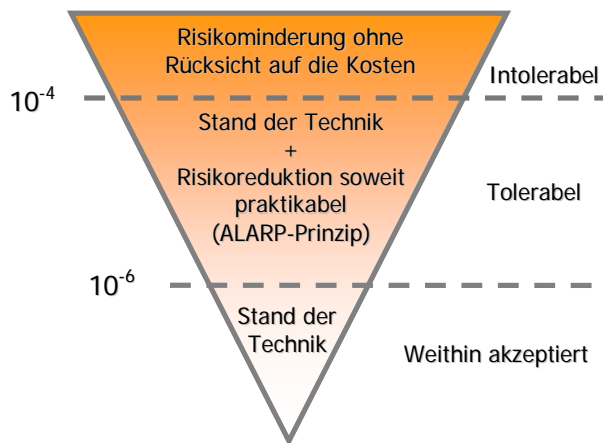 Risikominderung ohne
Rücksicht auf die Kosten
Intolerabel
10⁻⁴
Stand der Technik
+
Risikoreduktion soweit
praktikabel
(ALARP-Prinzip)
Tolerabel
10⁻⁶
Stand der
Technik
Weithin akzeptiert